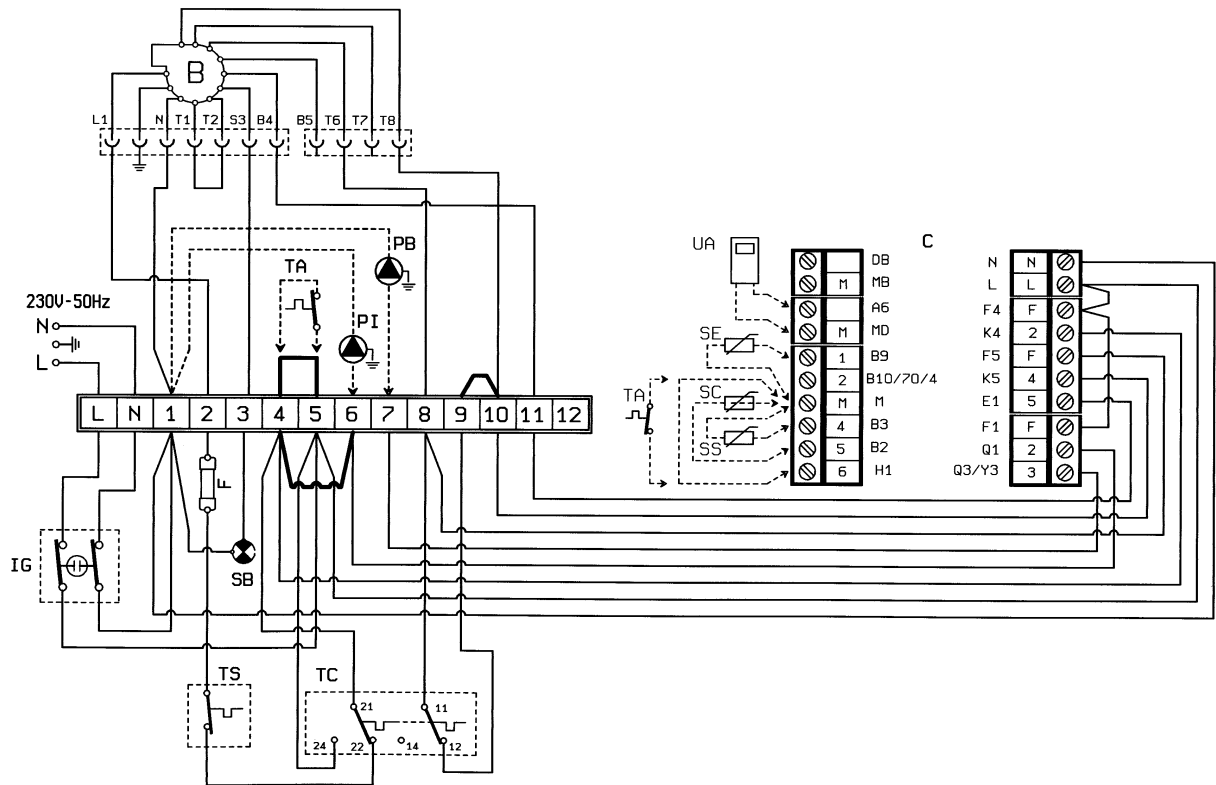 B
L1 N T1 T2 S3 B4 B5 T6 T7 T8
UA
C
PB
TA
PI
230V-50Hz
N
L
L N 1 2 3 4 5 6 7 8 9 10 11 12
DB
M MB
A6
M MD
1 B9
2 B10/70/4
M M
4 B3
5 B2
6 H1
N N
L L
F4 F
K4 2
F5 F
K5 4
E1 5
F1 F
Q1 2
Q3/Y3 3
SE
SC
TA
SS
F
IG
SB
TS
TC
21
11
24 22 14 12